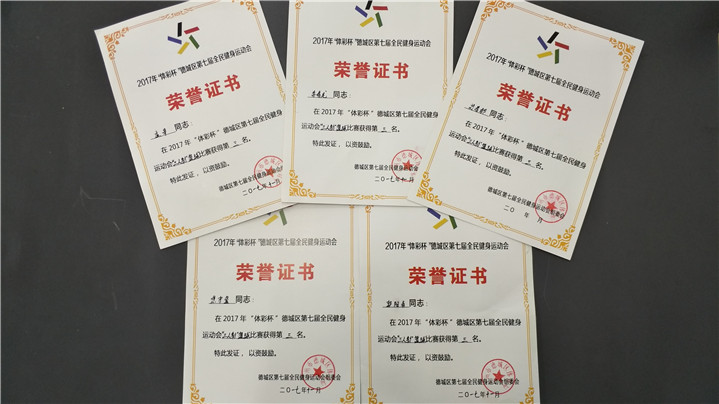 2017年“体彩杯”德城区第七届全民健身运动会
荣誉证书
同志：
在 2017 年“体彩杯”德城区第七届全民健身
运动会 比赛获得第 三 名。
特此发证，以资鼓励。
德城区第七届全民健身运动会组委会
二〇一七年十一月
2017年“体彩杯”德城区第七届全民健身运动会
荣誉证书
同志：
在 2017 年“体彩杯”德城区第七届全民健身
运动会 比赛获得第 三 名。
特此发证，以资鼓励。
德城区第七届全民健身运动会组委会
二〇一七年十一月
2017年“体彩杯”德城区第七届全民健身运动会
荣誉证书
同志：
在 2017 年“体彩杯”德城区第七届全民健身
运动会 比赛获得第 三 名。
特此发证，以资鼓励。
德城区第七届全民健身运动会组委会
二〇 年 月
2017年“体彩杯”德城区第七届全民健身运动会
荣誉证书
同志：
在 2017 年“体彩杯”德城区第七届全民健身
运动会 比赛获得第 三 名。
特此发证，以资鼓励。
德城区第七届全民健身运动会组委会
二〇一七年十一月
2017年“体彩杯”德城区第七届全民健身运动会
荣誉证书
同志：
在 2017 年“体彩杯”德城区第七届全民健身
运动会 比赛获得第 三 名。
特此发证，以资鼓励。
德城区第七届全民健身运动会组委会
二〇一七年十一月